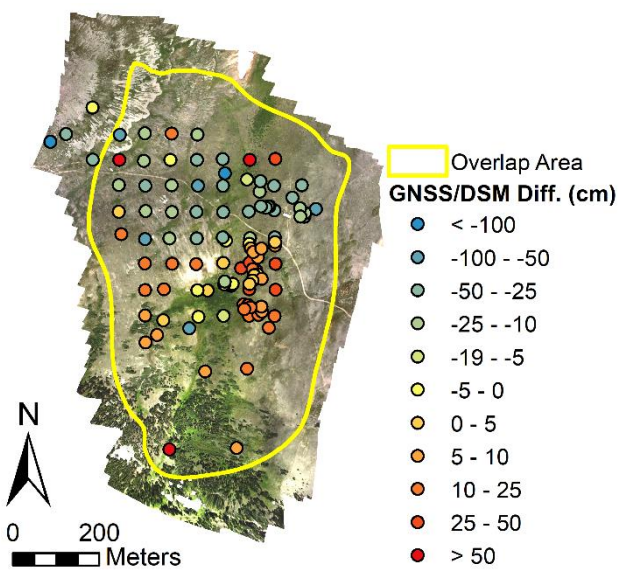 Overlap Area
GNSS/DSM Diff. (cm)
< -100
-100 - -50
-50 - -25
-25 - -10
-19 - -5
-5 - 0
0 - 5
5 - 10
10 - 25
25 - 50
> 50
N
0 200
Meters